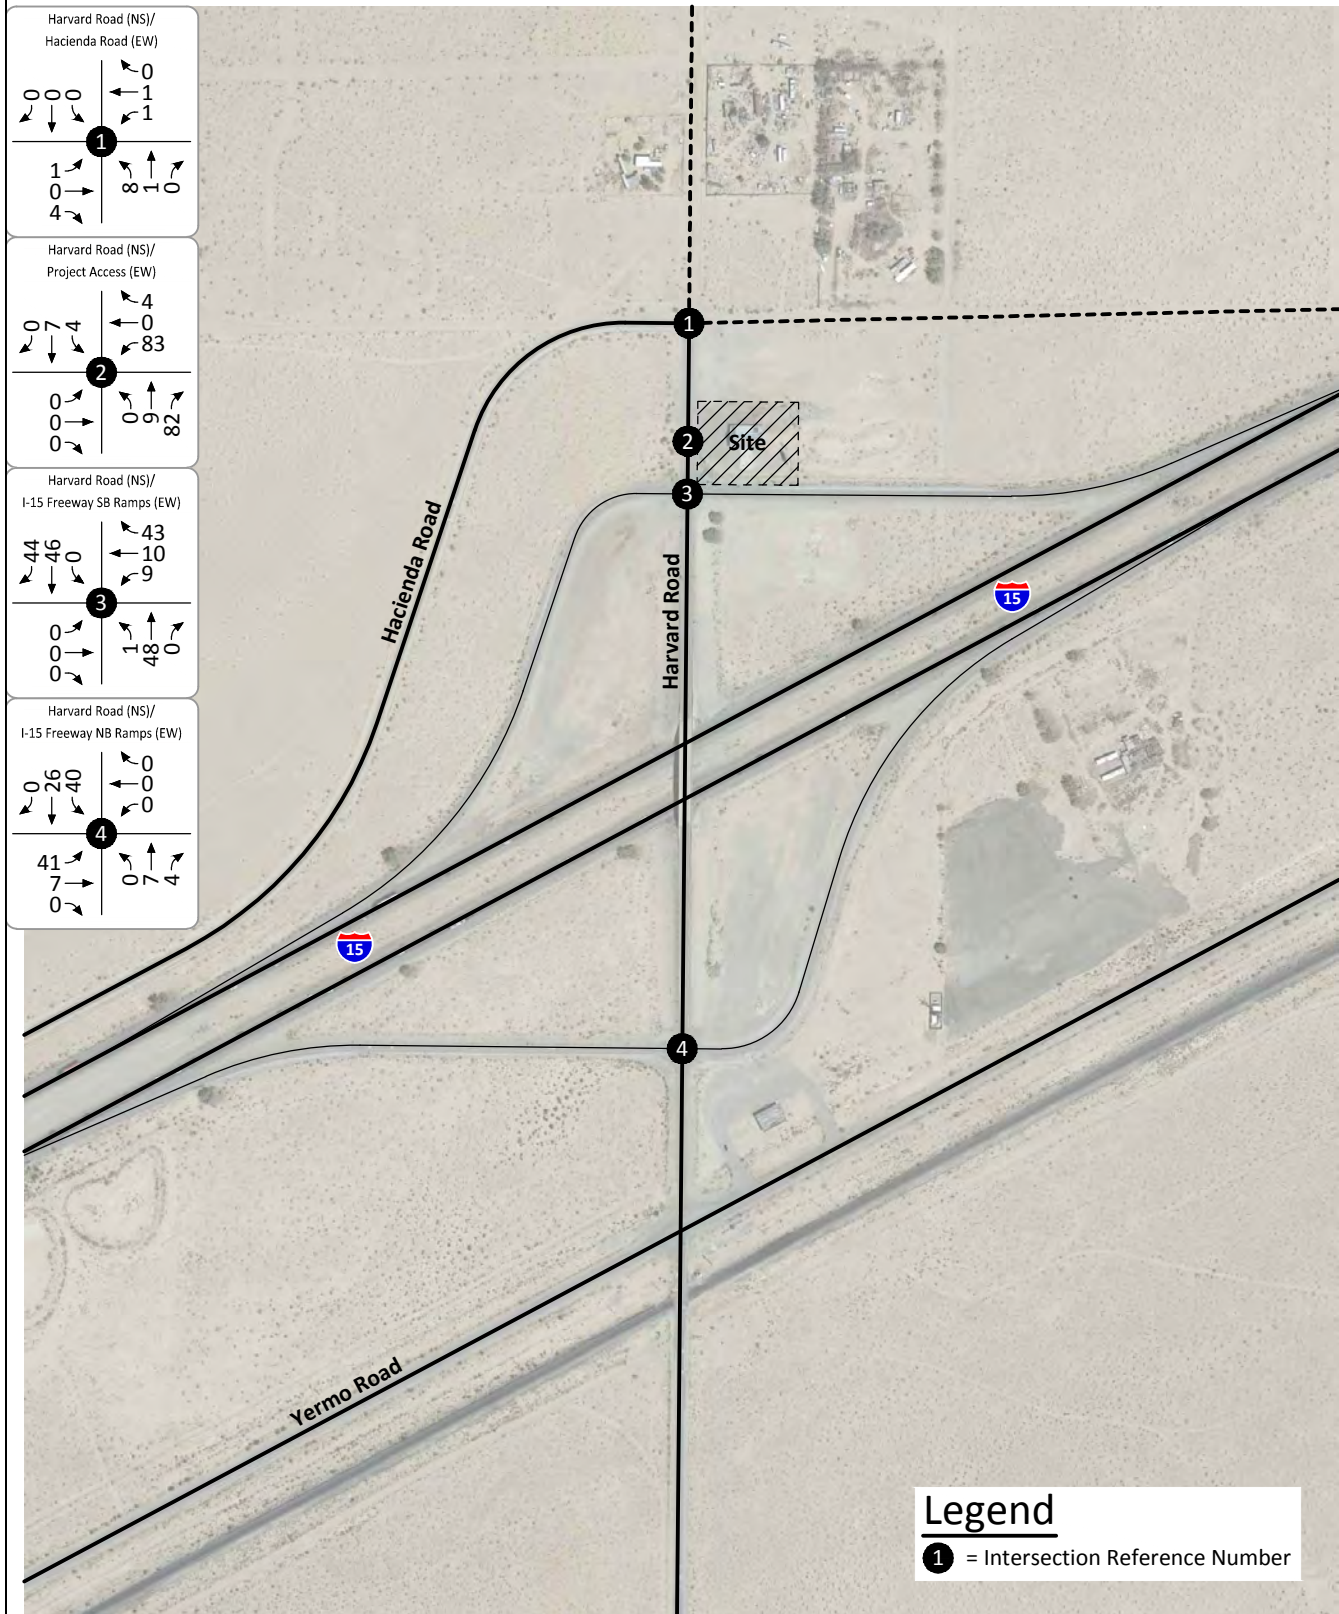 Harvard Road (NS)/
Hacienda Road (EW)
0
1
1
0 0 0
1
1
0
4
8 1 0
Harvard Road (NS)/
Project Access (EW)
4
0
83
0 7 4
2
0
0
0
0 9 82
Harvard Road (NS)/
I-15 Freeway SB Ramps (EW)
43
10
9
44 46 0
3
0
0
0
1 48 0
Harvard Road (NS)/
I-15 Freeway NB Ramps (EW)
0
0
0
0 26 40
4
41
7
0
0 7 4
1
2
Site
3
Hacienda Road
Harvard Road
15
15
4
Yermo Road
Legend
1 = Intersection Reference Number